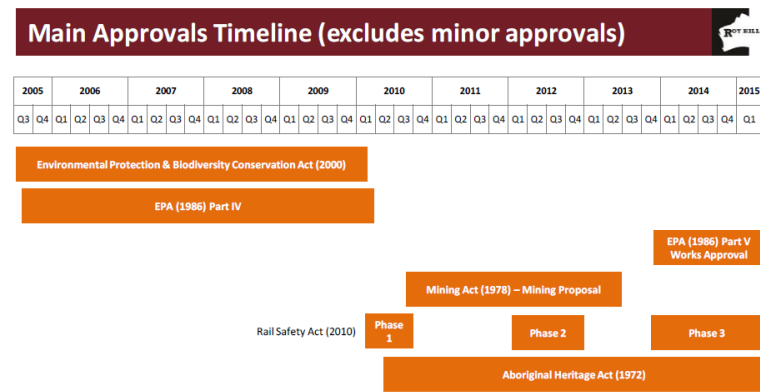 Main Approvals Timeline (excludes minor approvals)
ROY HILL
2005 2006 2007 2008 2009 2010 2011 2012 2013 2014 2015
Q3 Q4 Q1 Q2 Q3 Q4 Q1 Q2 Q3 Q4 Q1 Q2 Q3 Q4 Q1 Q2 Q3 Q4 Q1 Q2 Q3 Q4 Q1 Q2 Q3 Q4 Q1 Q2 Q3 Q4 Q1 Q2 Q3 Q4 Q1 Q2 Q3 Q4 Q1
Environmental Protection & Biodiversity Conservation Act (2000)
EPA (1986) Part IV
EPA (1986) Part V
Works Approval
Mining Act (1978) – Mining Proposal
Rail Safety Act (2010)
Phase
1
Phase 2
Phase 3
Aboriginal Heritage Act (1972)